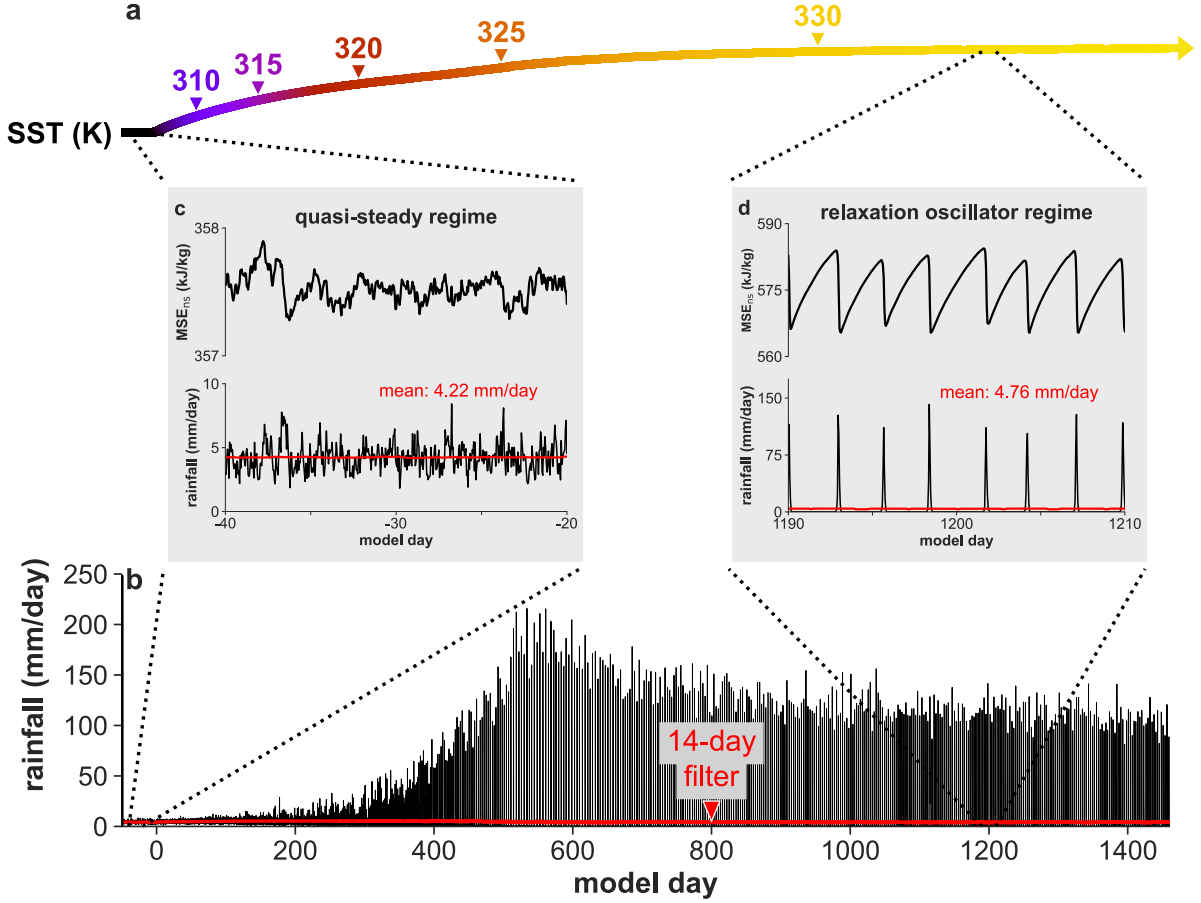 a
310
315
320
325
330
SST (K)
c
quasi-steady regime
358
357
MSEns (kJ/kg)
mean: 4.22 mm/day
10
5
0
rainfall (mm/day)
-40
-30
-20
model day
d
relaxation oscillator regime
590
575
560
MSEns (kJ/kg)
mean: 4.76 mm/day
150
75
0
rainfall (mm/day)
1190
1200
1210
model day
b
250
200
150
100
50
0
rainfall (mm/day)
14-day
filter
0
200
400
600
800
1000
1200
1400
model day